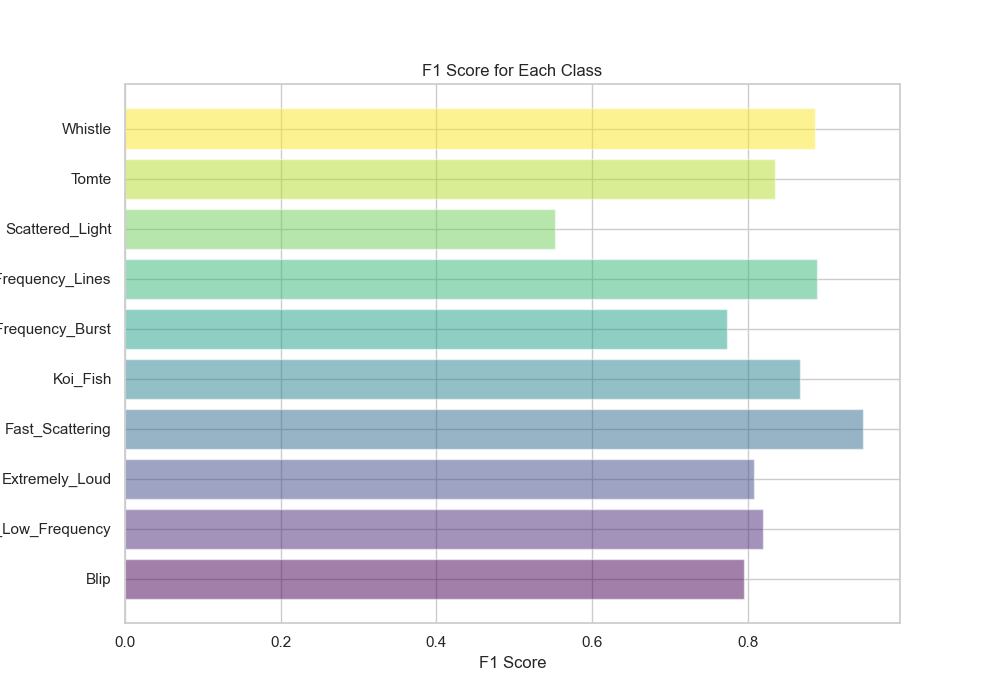 F1 Score for Each Class
Whistle
Tomte
Scattered_Light
Frequency_Lines
Frequency_Burst
Koi_Fish
Fast_Scattering
Extremely_Loud
_Low_Frequency
Blip
0.0 0.2 0.4 0.6 0.8
F1 Score